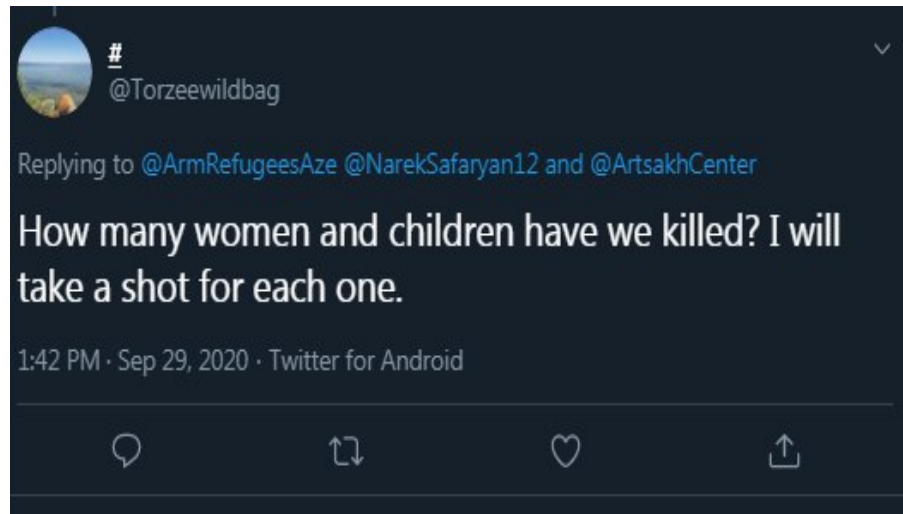 #
@Torzeewildbag
Replying to @ArmRefugeesAze @NarekSafaryan12 and @ArtsakhCenter
How many women and children have we killed? I will
take a shot for each one.
1:42 PM · Sep 29, 2020 · Twitter for Android